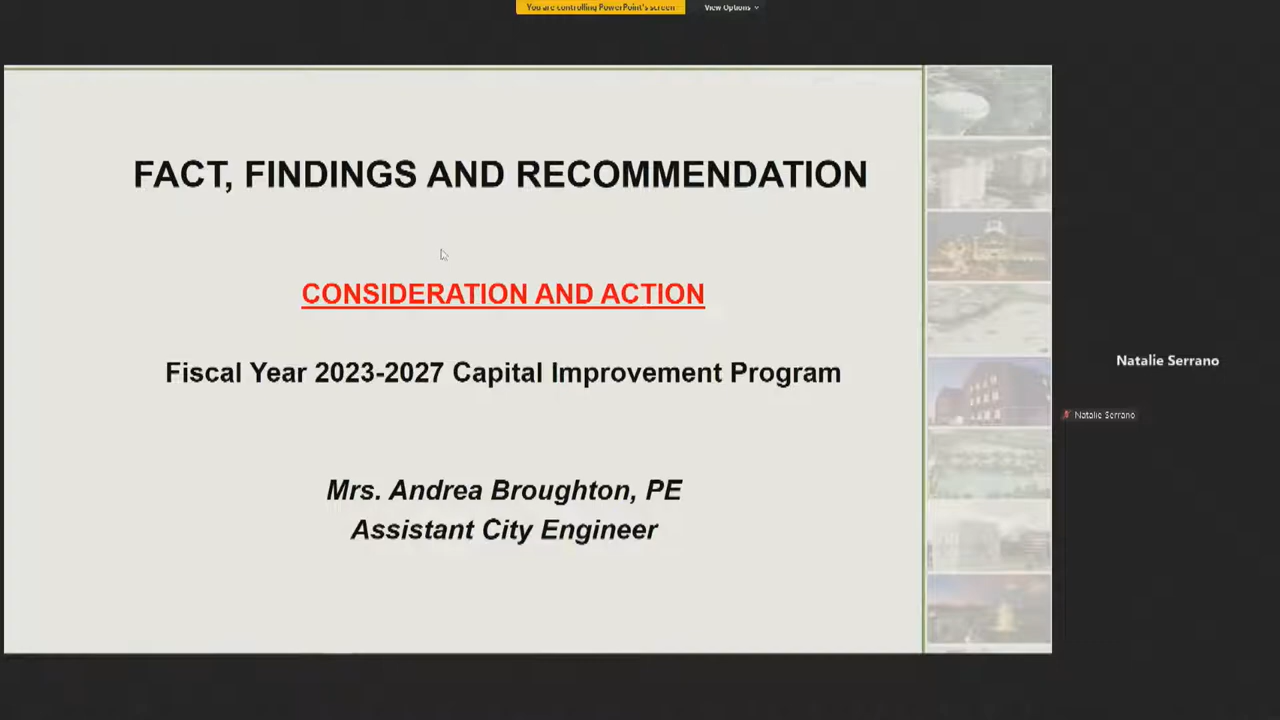 You are controlling PowerPoint's screen
View Options
FACT, FINDINGS AND RECOMMENDATION
CONSIDERATION AND ACTION
Fiscal Year 2023-2027 Capital Improvement Program
Mrs. Andrea Broughton, PE
Assistant City Engineer
Natalie Serrano
Natalie Serrano